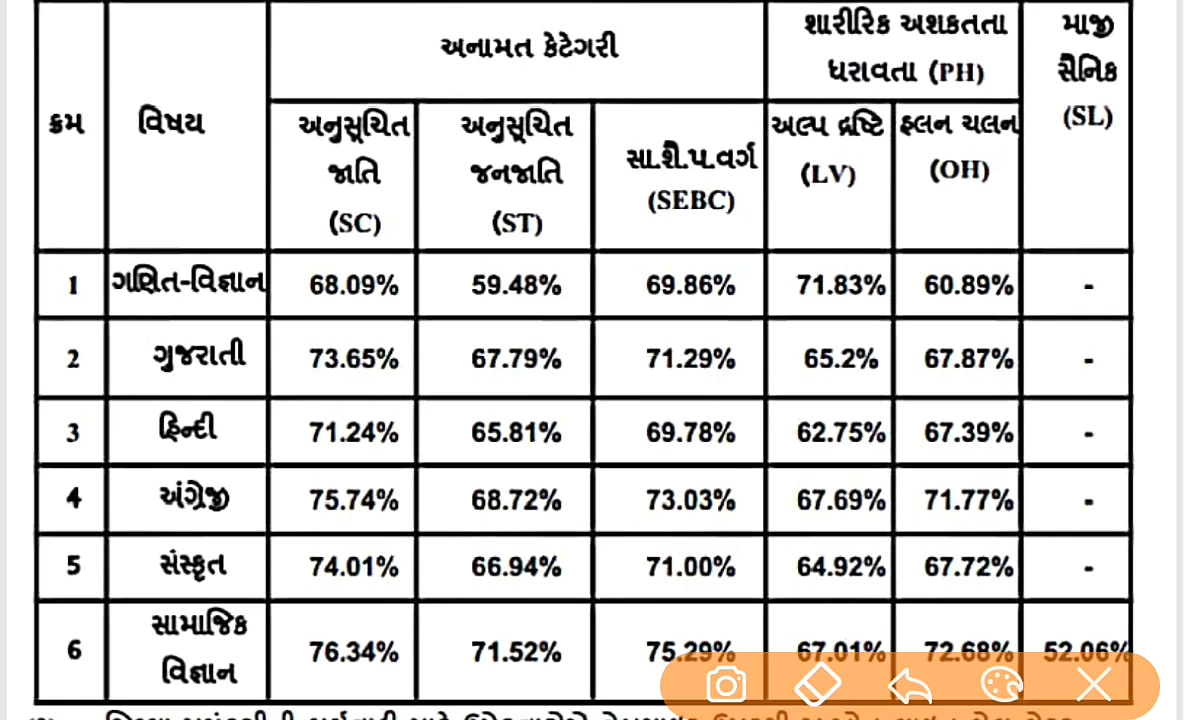 ક્રમ વિષય અનામત કેટેગરી શારીરિક અશકતતા ધરાવતા (PH) માજી સૈનિક (SL)
અનુસૂચિત જાતિ (SC) અનુસૂચિત જનજાતિ (ST) સા.શૈ.પ.વર્ગ (SEBC) અલ્પ દ્રષ્ટિ (LV) હલન ચલન (OH)
1 ગણિત-વિજ્ઞાન 68.09% 59.48% 69.86% 71.83% 60.89% -
2 ગુજરાતી 73.65% 67.79% 71.29% 65.2% 67.87% -
3 હિન્દી 71.24% 65.81% 69.78% 62.75% 67.39% -
4 અંગ્રેજી 75.74% 68.72% 73.03% 67.69% 71.77% -
5 સંસ્કૃત 74.01% 66.94% 71.00% 64.92% 67.72% -
6 સામાજિક વિજ્ઞાન 76.34% 71.52% 75.29% 67.01% 72.68% 52.06%